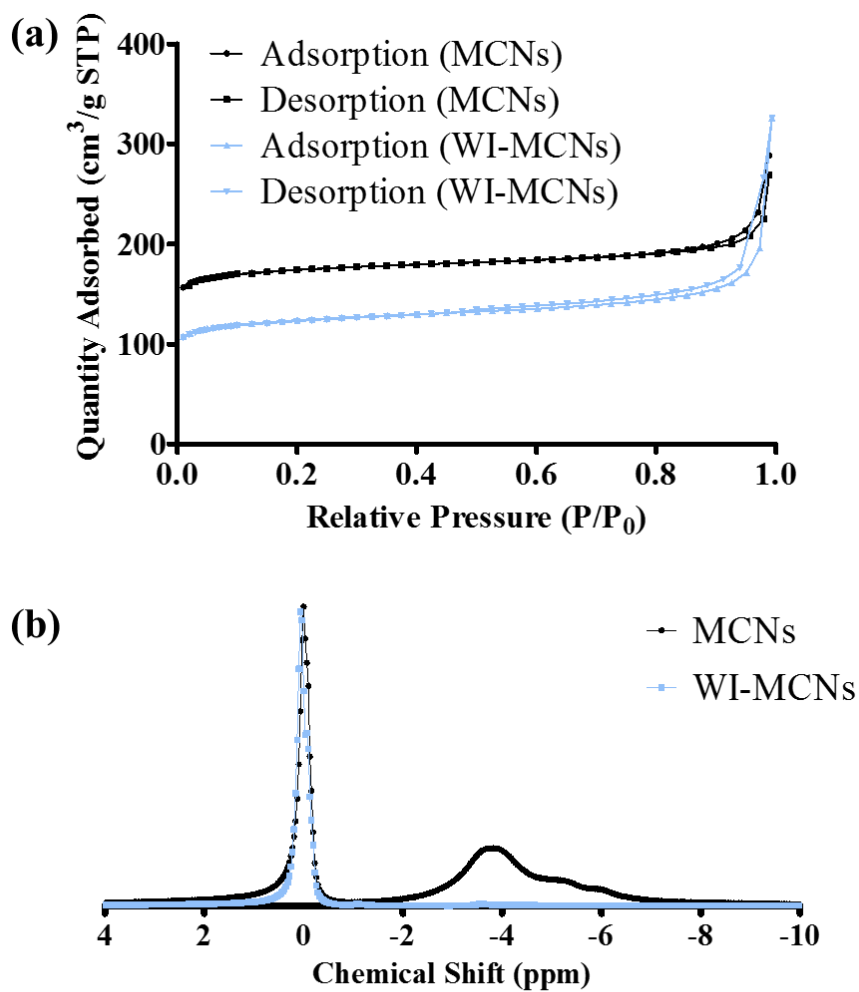 (a)
400
300
200
100
0
Quantity Adsorbed (cm³/g STP)
Adsorption (MCNs)
Desorption (MCNs)
Adsorption (WI-MCNs)
Desorption (WI-MCNs)
0.0 0.2 0.4 0.6 0.8 1.0
Relative Pressure (P/P₀)
(b)
MCNs
WI-MCNs
4 2 0 -2 -4 -6 -8 -10
Chemical Shift (ppm)